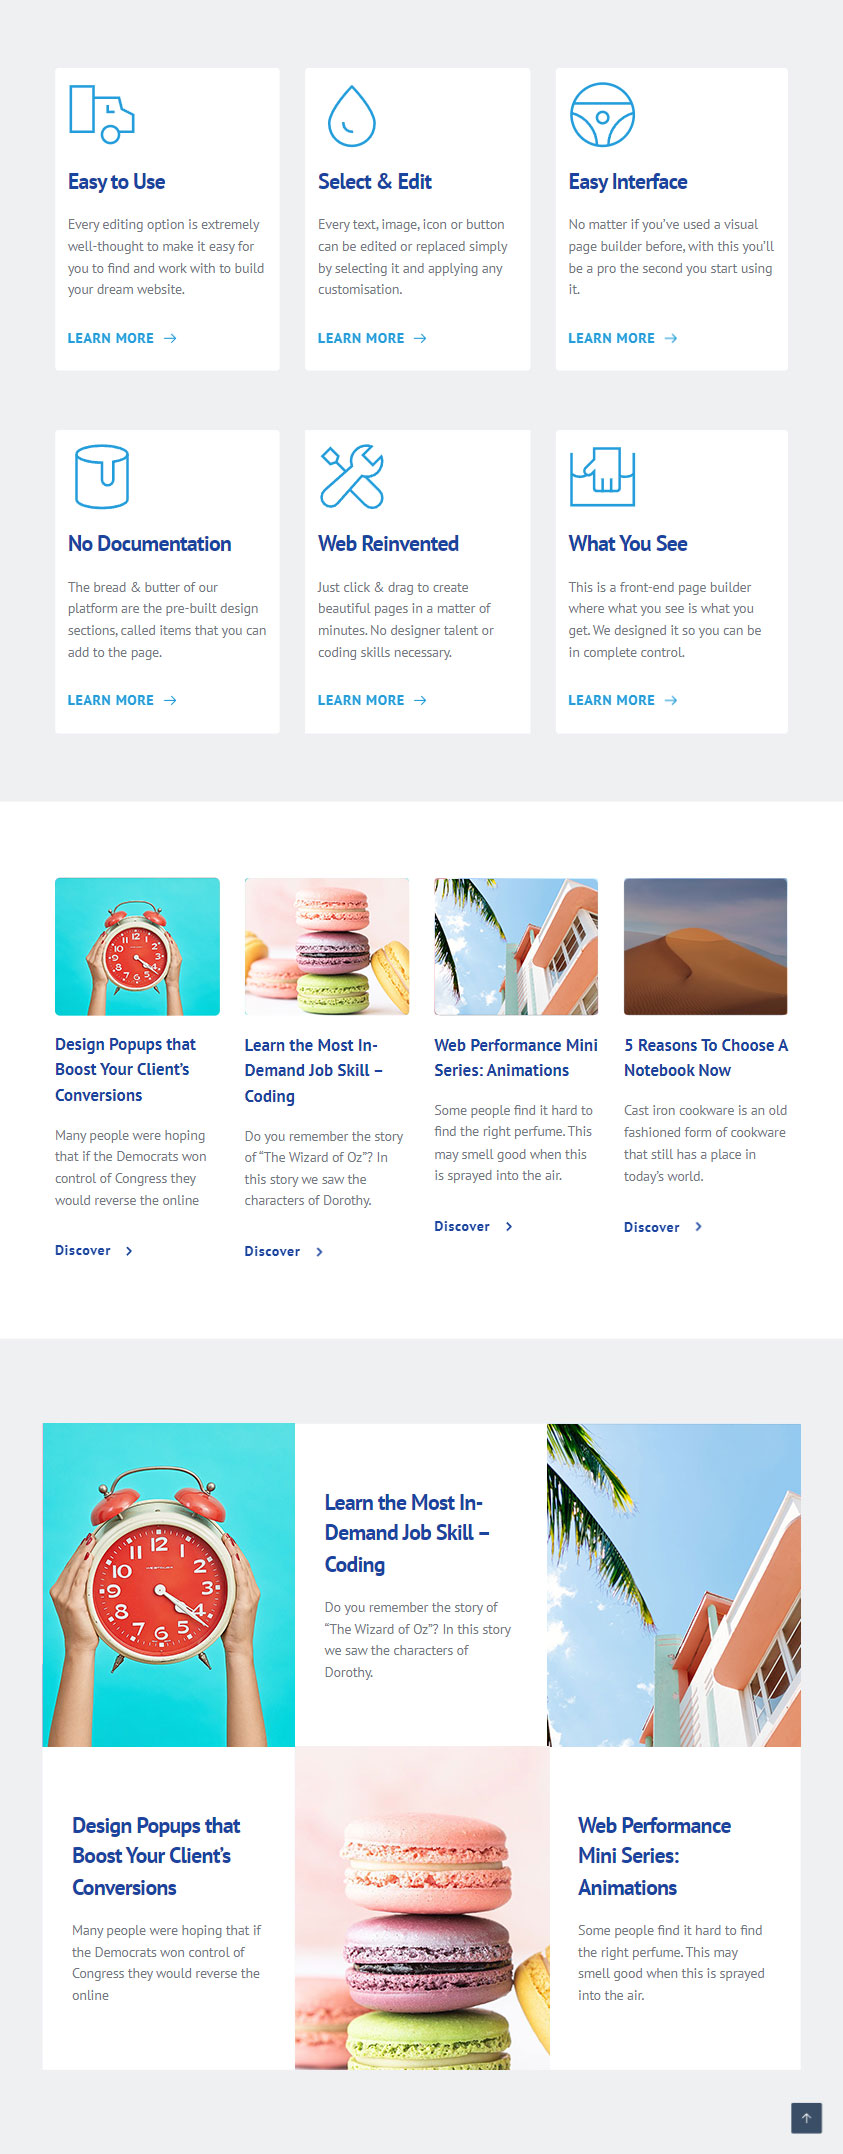 Easy to Use
Every editing option is extremely
well-thought to make it easy for
you to find and work with to build
your dream website.
LEARN MORE
Select & Edit
Every text, image, icon or button
can be edited or replaced simply
by selecting it and applying any
customisation.
LEARN MORE
Easy Interface
No matter if you’ve used a visual
page builder before, with this you’ll
be a pro the second you start using
it.
LEARN MORE
No Documentation
The bread & butter of our
platform are the pre-built design
sections, called items that you can
add to the page.
LEARN MORE
Web Reinvented
Just click & drag to create
beautiful pages in a matter of
minutes. No designer talent or
coding skills necessary.
LEARN MORE
What You See
This is a front-end page builder
where what you see is what you
get. We designed it so you can be
in complete control.
LEARN MORE
Design Popups that
Boost Your Client’s
Conversions
Many people were hoping
that if the Democrats won
control of Congress they
would reverse the online
Discover
Learn the Most In-
Demand Job Skill –
Coding
Do you remember the story
of “The Wizard of Oz”? In
this story we saw the
characters of Dorothy.
Discover
Web Performance Mini
Series: Animations
Some people find it hard to
find the right perfume. This
may smell good when this
is sprayed into the air.
Discover
5 Reasons To Choose A
Notebook Now
Cast iron cookware is an old
fashioned form of cookware
that still has a place in
today’s world.
Discover
12
1
2
3
4
5
6
7
8
9
10
11
Learn the Most In-
Demand Job Skill –
Coding
Do you remember the story of
“The Wizard of Oz”? In this story
we saw the characters of
Dorothy.
Design Popups that
Boost Your Client’s
Conversions
Many people were hoping that if
the Democrats won control of
Congress they would reverse the
online
Web Performance
Mini Series:
Animations
Some people find it hard to find
the right perfume. This may
smell good when this is sprayed
into the air.